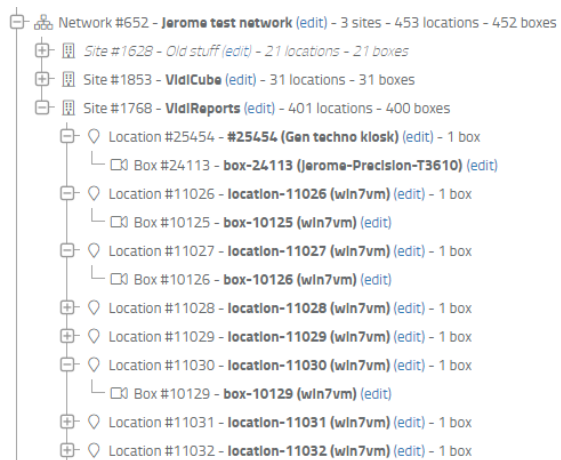 Network #652 - Jerome test network (edit) - 3 sites - 453 locations - 452 boxes
Site #1628 - Old stuff (edit) - 21 locations - 21 boxes
Site #1853 - VidiCube (edit) - 31 locations - 31 boxes
Site #1768 - VidiReports (edit) - 401 locations - 400 boxes
Location #25454 - #25454 (Gen techno kiosk) (edit) - 1 box
Box #24113 - box-24113 (Jerome-Precision-T3610) (edit)
Location #11026 - location-11026 (win7vm) (edit) - 1 box
Box #10125 - box-10125 (win7vm) (edit)
Location #11027 - location-11027 (win7vm) (edit) - 1 box
Box #10126 - box-10126 (win7vm) (edit)
Location #11028 - location-11028 (win7vm) (edit) - 1 box
Location #11029 - location-11029 (win7vm) (edit) - 1 box
Location #11030 - location-11030 (win7vm) (edit) - 1 box
Box #10129 - box-10129 (win7vm) (edit)
Location #11031 - location-11031 (win7vm) (edit) - 1 box
Location #11032 - location-11032 (win7vm) (edit) - 1 box